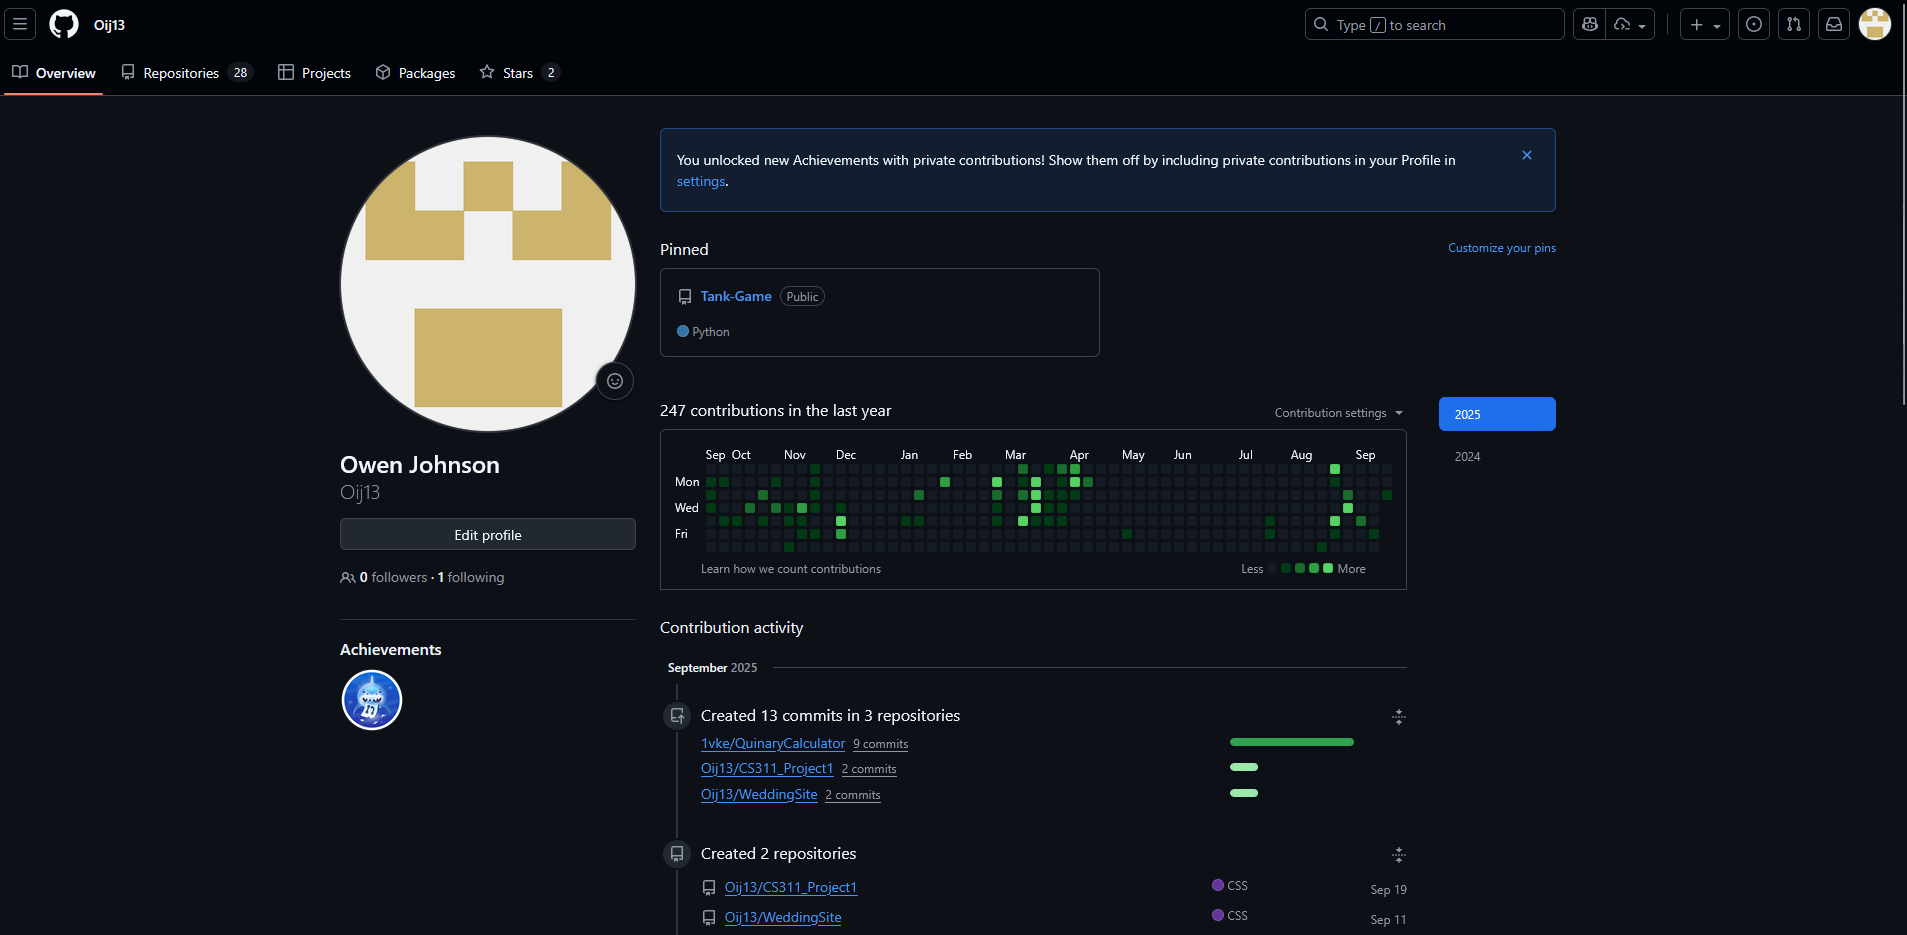 Oij13
Type / to search
Overview
Repositories 28
Projects
Packages
Stars 2
You unlocked new Achievements with private contributions! Show them off by including private contributions in your Profile in
settings.
Pinned
Customize your pins
Tank-Game Public
Python
247 contributions in the last year
Contribution settings
2025
2024
Sep Oct Nov Dec Jan Feb Mar Apr May Jun Jul Aug Sep
Mon
Wed
Fri
Learn how we count contributions
Less More
Owen Johnson
Oij13
Edit profile
0 followers · 1 following
Achievements
Contribution activity
September 2025
Created 13 commits in 3 repositories
1vke/QuinaryCalculator 9 commits
Oij13/CS311_Project1 2 commits
Oij13/WeddingSite 2 commits
Created 2 repositories
Oij13/CS311_Project1 CSS Sep 19
Oij13/WeddingSite CSS Sep 11